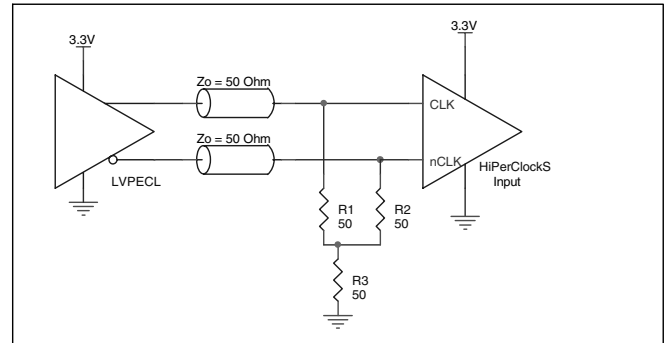 3.3V
3.3V
Zo = 50 Ohm
CLK
Zo = 50 Ohm
nCLK
HiPerClockS
Input
LVPECL
R1
50
R2
50
R3
50